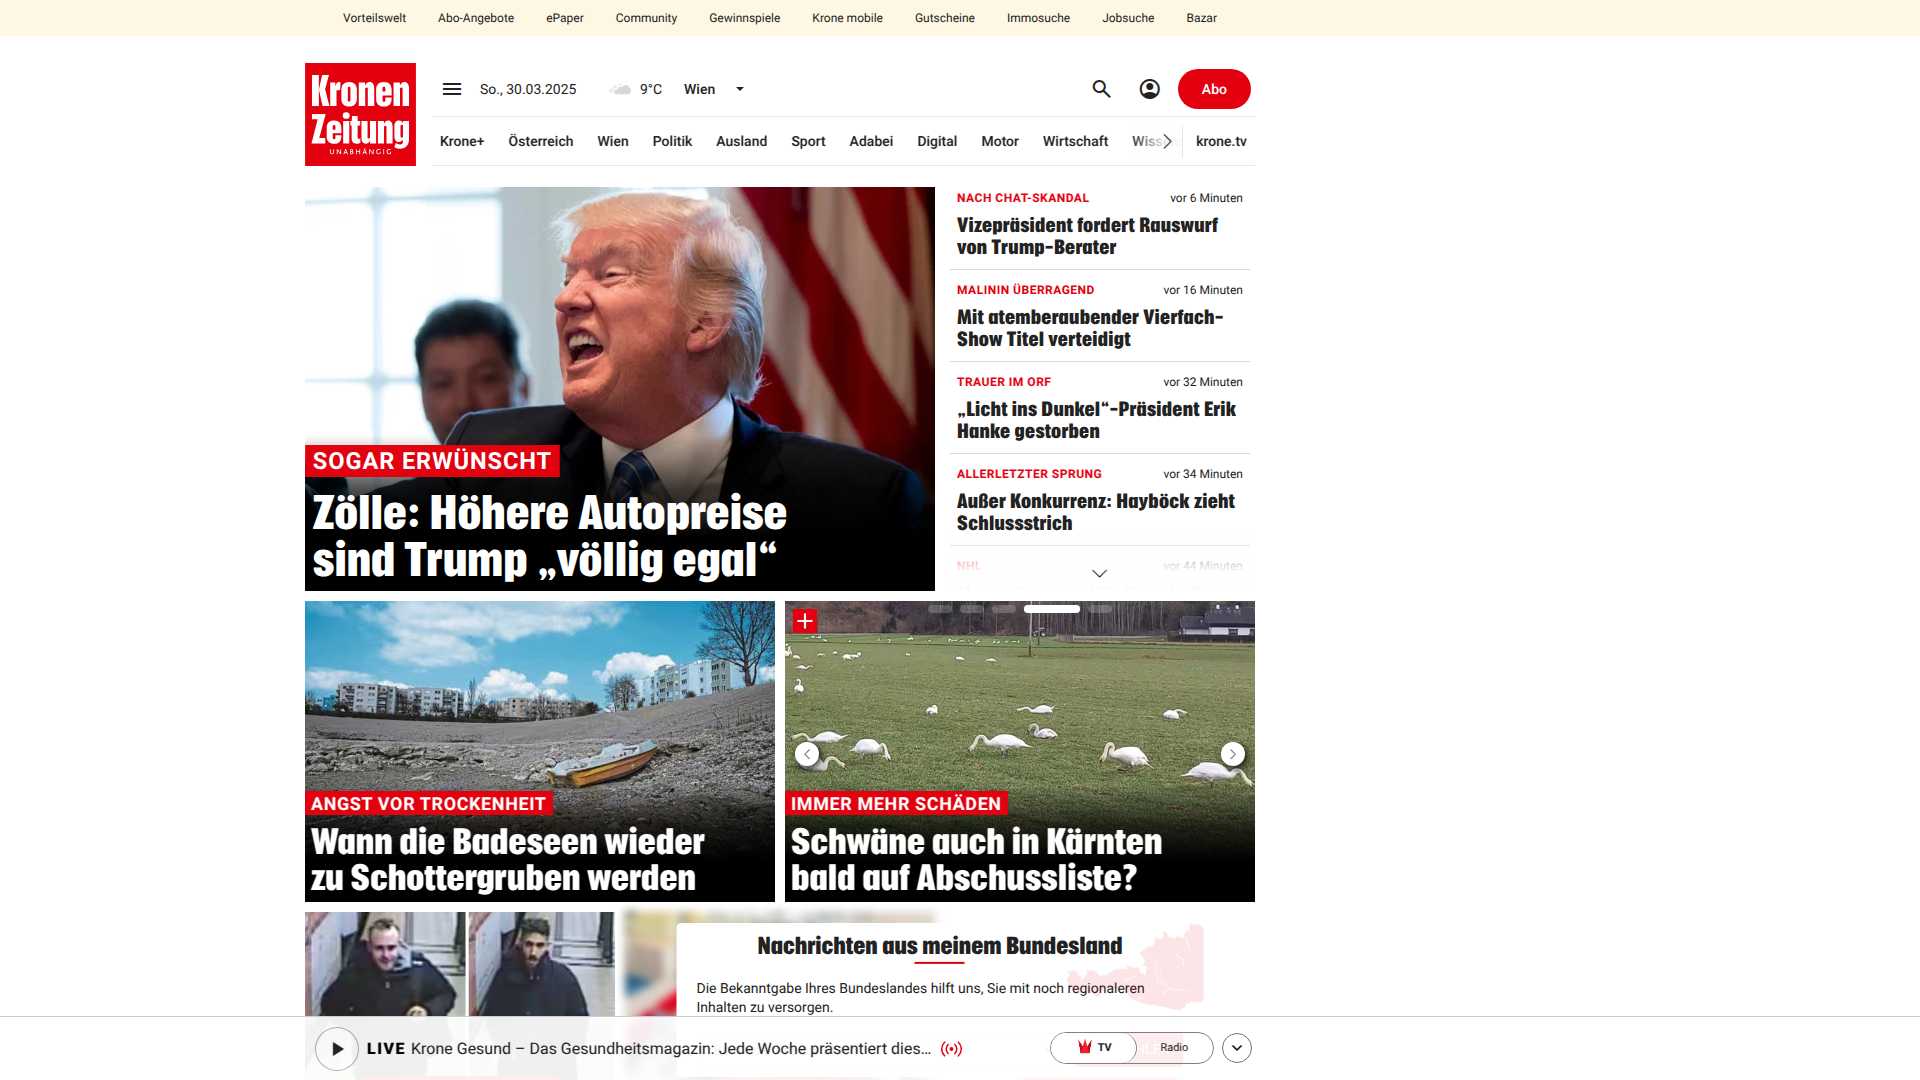 Vorteilswelt Abo-Angebote ePaper Community Gewinnspiele Krone mobile Gutscheine Immosuche Jobsuche Bazar
Kronen
Zeitung
UNABHÄNGIG
So., 30.03.2025 9°C Wien Abo
Krone+ Österreich Wien Politik Ausland Sport Adabei Digital Motor Wirtschaft krone.tv
SOGAR ERWÜNSCHT
Zölle: Höhere Autopreise
sind Trump „völlig egal“
NACH CHAT-SKANDAL vor 6 Minuten
Vizepräsident fordert Rauswurf
von Trump-Berater
MALININ ÜBERRAGEND vor 16 Minuten
Mit atemberaubender Vierfach-
Show Titel verteidigt
TRAUER IM ORF vor 32 Minuten
„Licht ins Dunkel“-Präsident Erik
Hanke gestorben
ALLERLETZTER SPRUNG vor 34 Minuten
Außer Konkurrenz: Hayböck zieht
Schlussstrich
NHL vor 44 Minuten
ANGST VOR TROCKENHEIT
Wann die Badeseen wieder
zu Schottergruben werden
IMMER MEHR SCHÄDEN
Schwäne auch in Kärnten
bald auf Abschussliste?
Nachrichten aus meinem Bundesland
Die Bekanntgabe Ihres Bundeslandes hilft uns, Sie mit noch regionaleren
Inhalten zu versorgen.
LIVE Krone Gesund – Das Gesundheitsmagazin: Jede Woche präsentiert dies...
TV Radio